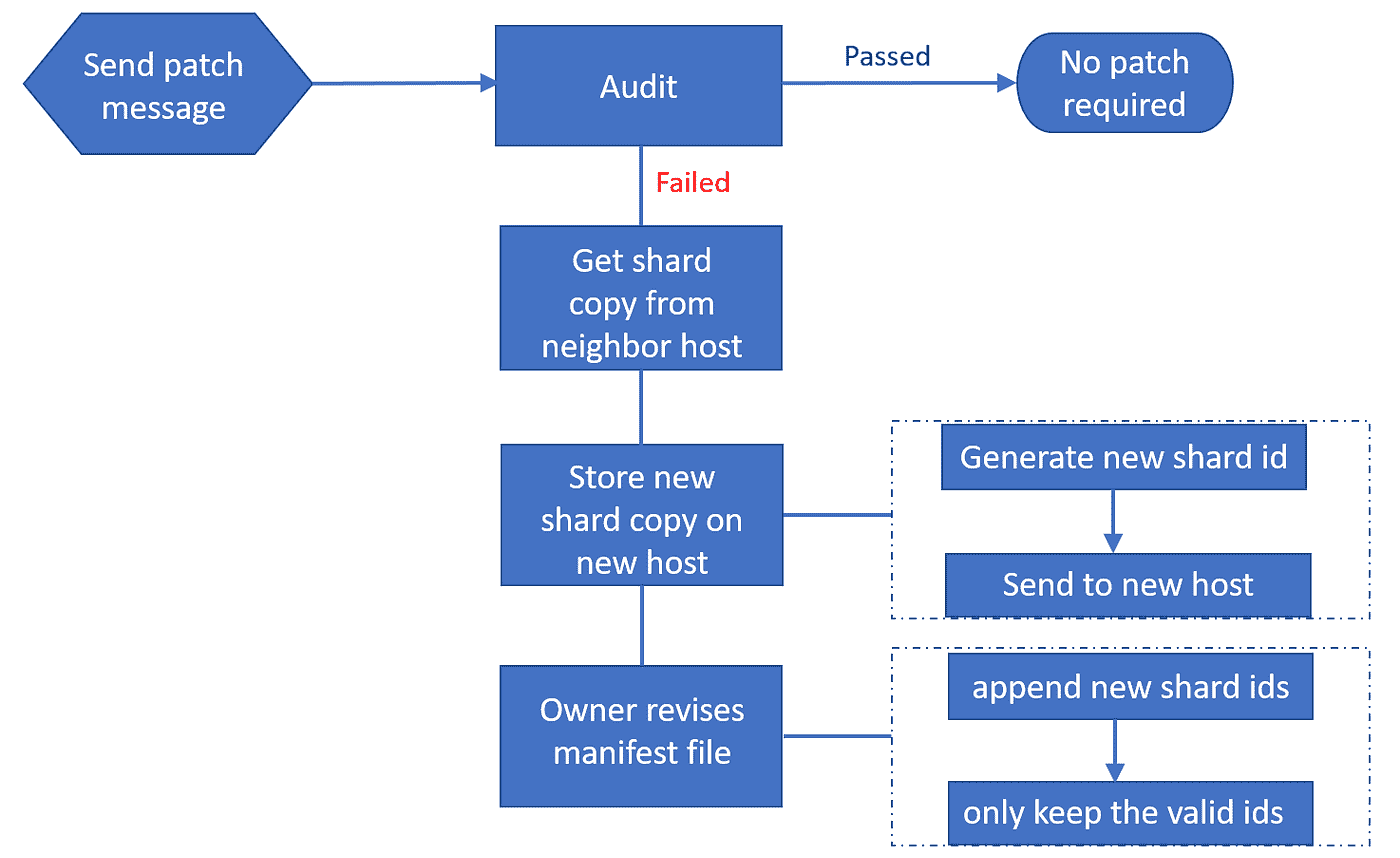 Send patch
message
Audit
Passed
No patch
required
Failed
Get shard
copy from
neighbor host
Store new
shard copy on
new host
Generate new shard id
Send to new host
Owner revises
manifest file
append new shard ids
only keep the valid ids